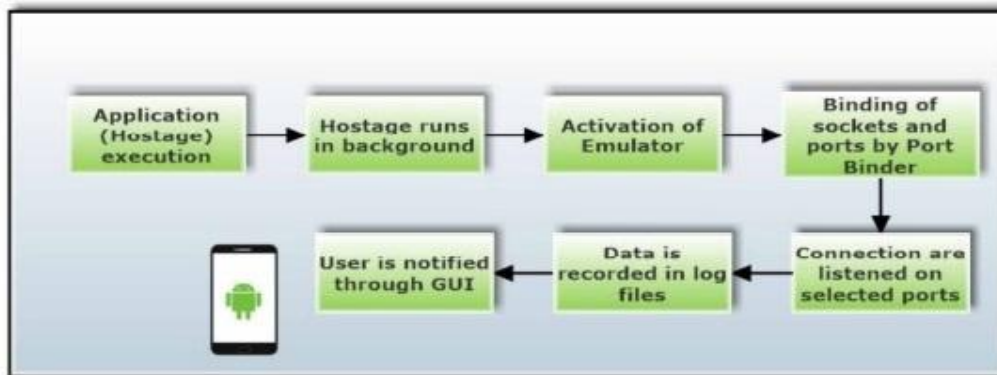 Application
(Hostage)
execution
Hostage runs
in background
Activation of
Emulator
Binding of
sockets and
ports by Port
Binder
Connection are
listened on
selected ports
Data is
recorded in log
files
User is notified
through GUI